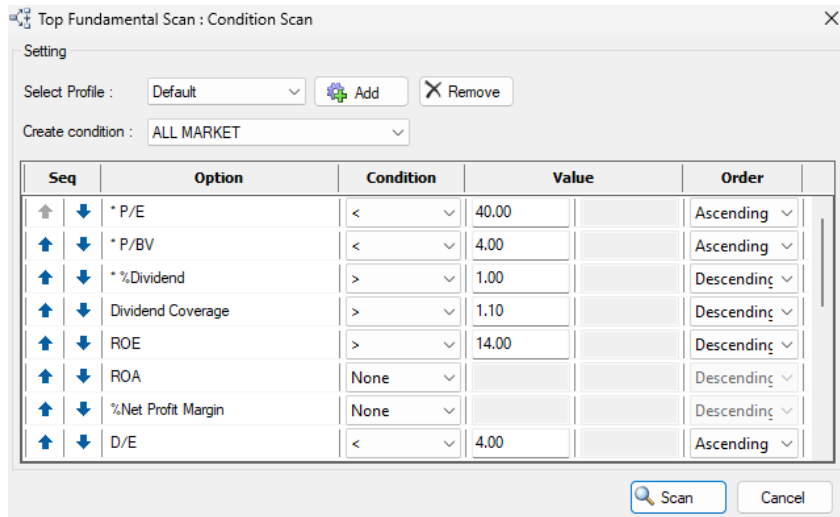 Top Fundamental Scan : Condition Scan
Setting
Select Profile : Default Add Remove
Create condition : ALL MARKET
Seq Option Condition Value Order
* P/E < 40.00 Ascending
* P/BV < 4.00 Ascending
* %Dividend > 1.00 Descending
Dividend Coverage > 1.10 Descending
ROE > 14.00 Descending
ROA None Descending
%Net Profit Margin None Descending
D/E < 4.00 Ascending
Scan Cancel